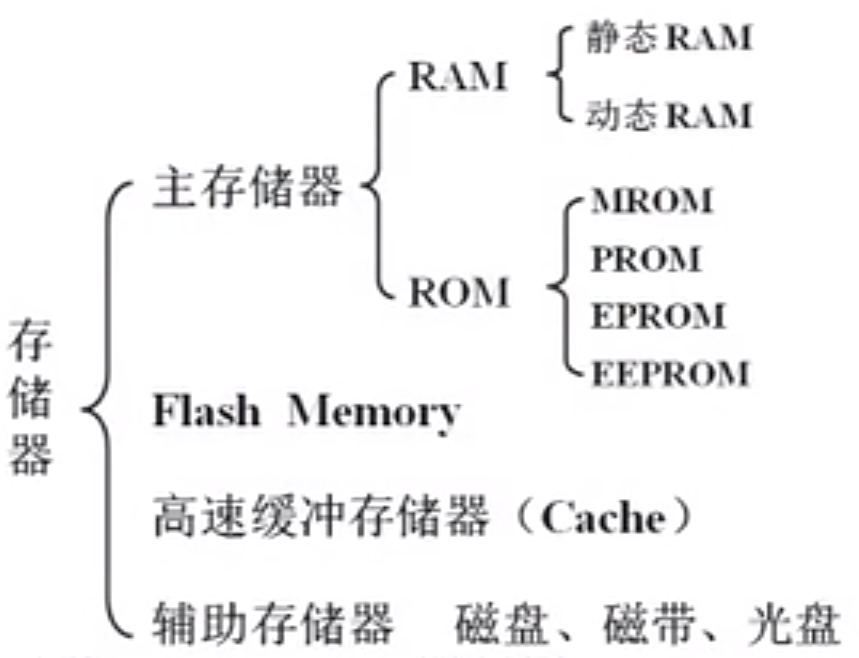 静态RAM
RAM
动态RAM
主存储器
MROM
PROM
ROM
EPROM
EEPROM
存储器
Flash Memory
高速缓冲存储器（Cache）
辅助存储器 磁盘、磁带、光盘